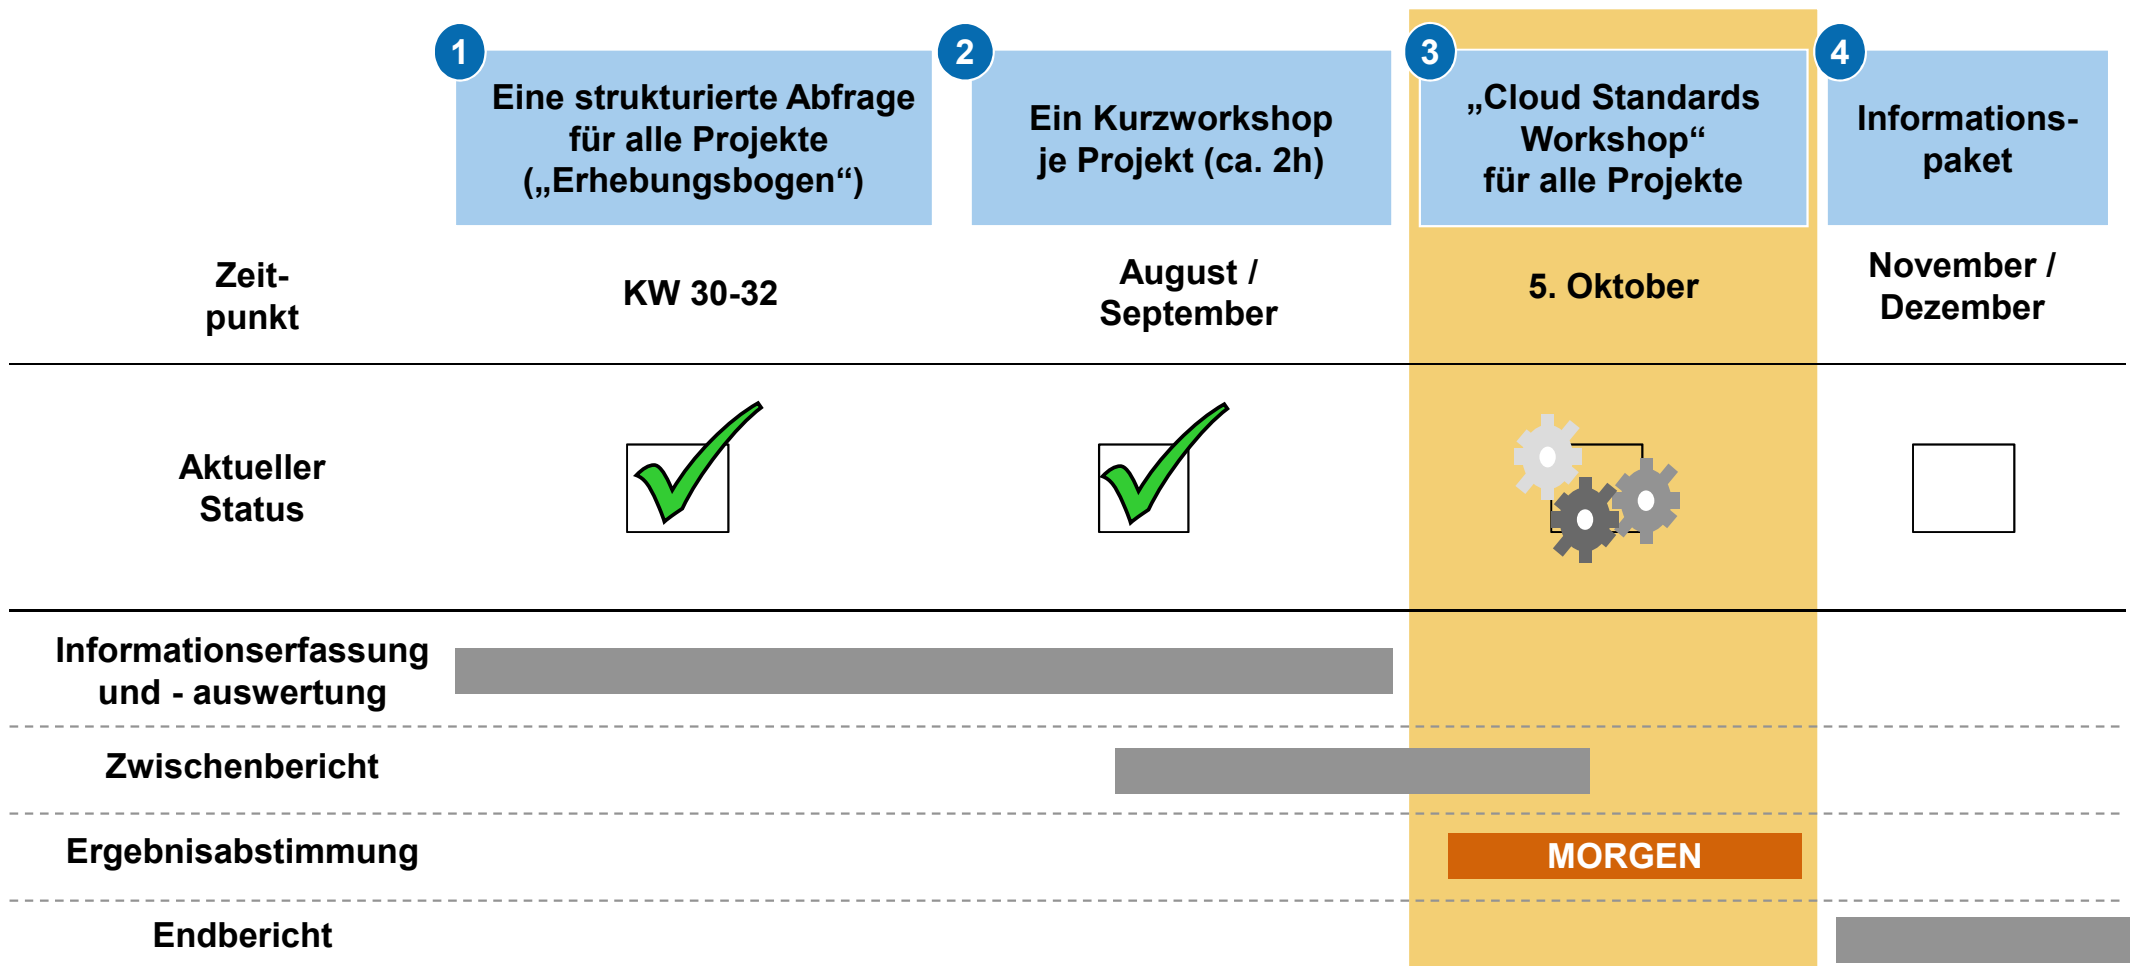 1
Eine strukturierte Abfrage
für alle Projekte
(„Erhebungsbogen“)
2
Ein Kurzworkshop
je Projekt (ca. 2h)
3
„Cloud Standards
Workshop“
für alle Projekte
4
Informations-
paket
Zeit-
punkt
KW 30-32
August /
September
5. Oktober
November /
Dezember
Aktueller
Status
Informationserfassung
und - auswertung
Zwischenbericht
Ergebnisabstimmung
MORGEN
Endbericht